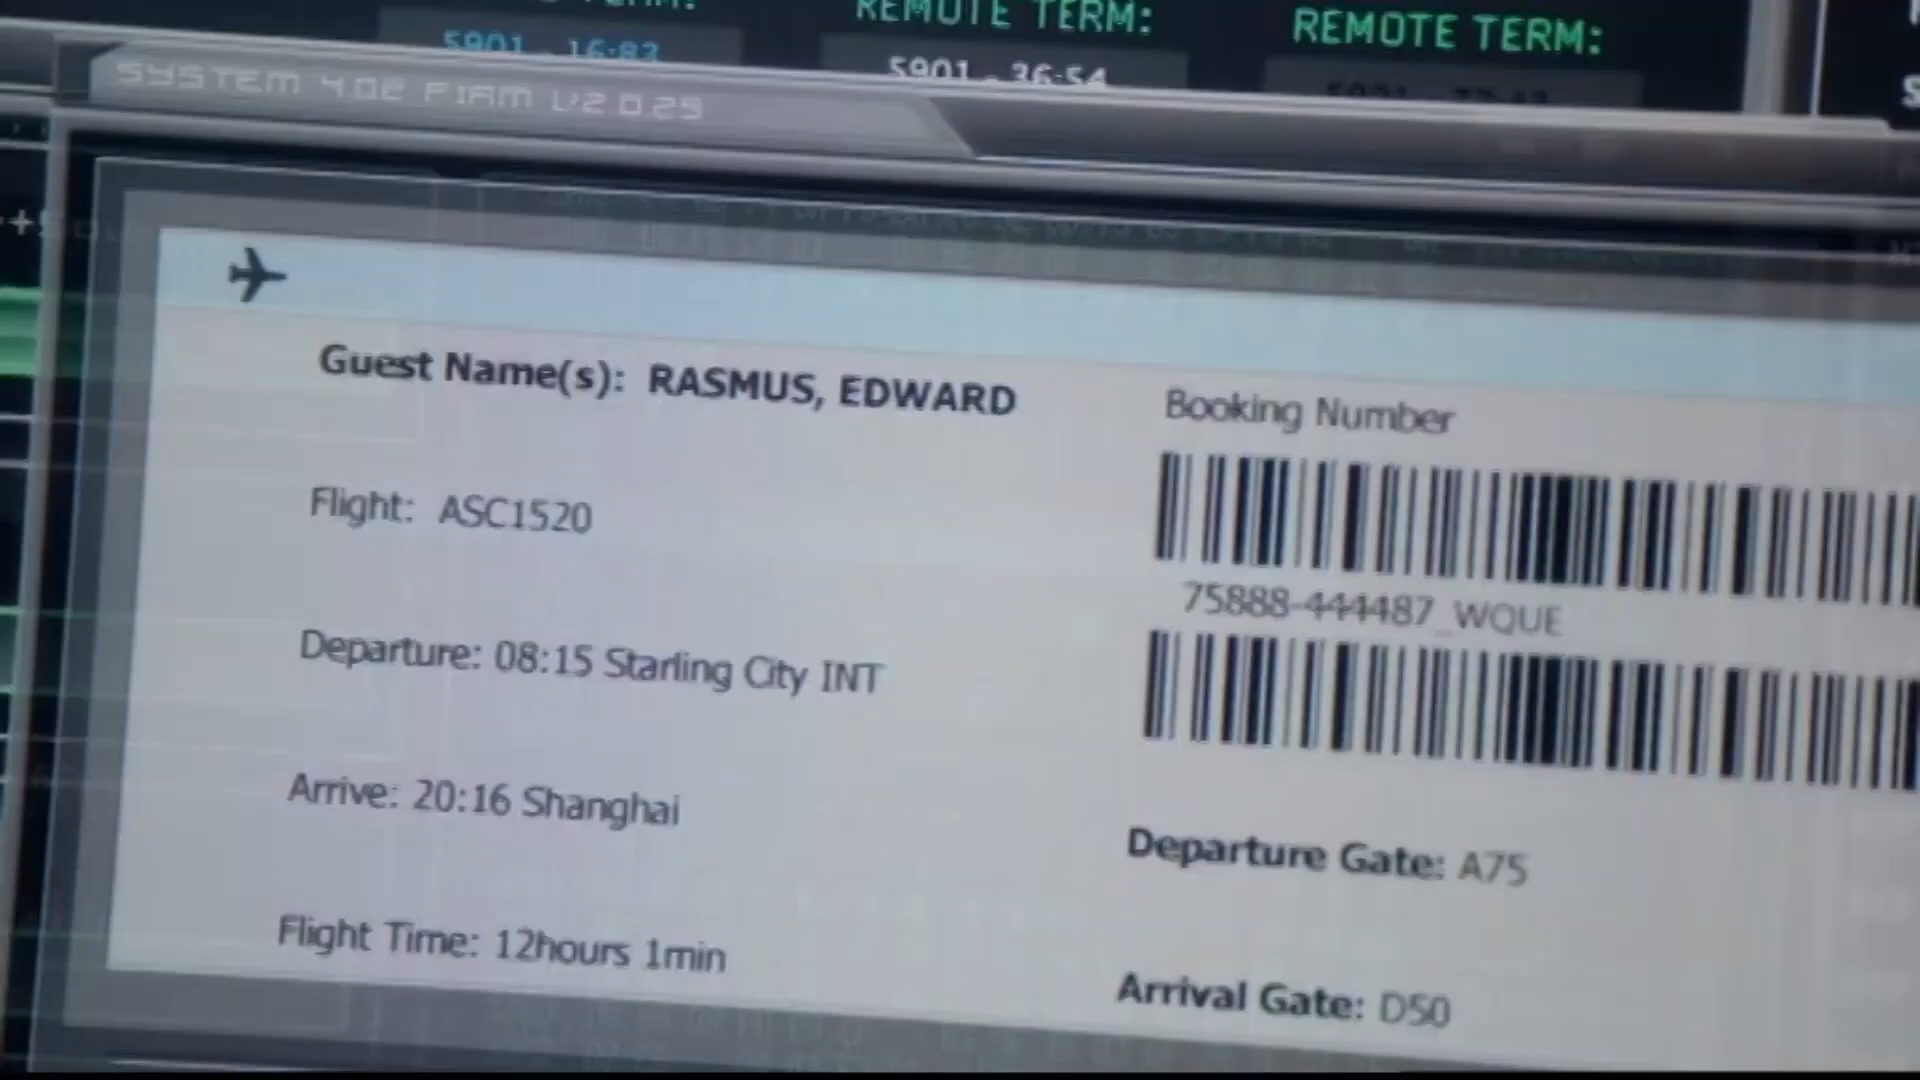 REMOTE TERM:
REMOTE TERM:
5901 - 16:83
5901 - 36:54
SYSTEM 4.02 FIRM V2.0.29
Guest Name(s): RASMUS, EDWARD
Booking Number
Flight: ASC1520
75888-444487_WQUE
Departure: 08:15 Starling City INT
Arrive: 20:16 Shanghai
Departure Gate: A75
Flight Time: 12hours 1min
Arrival Gate: D50